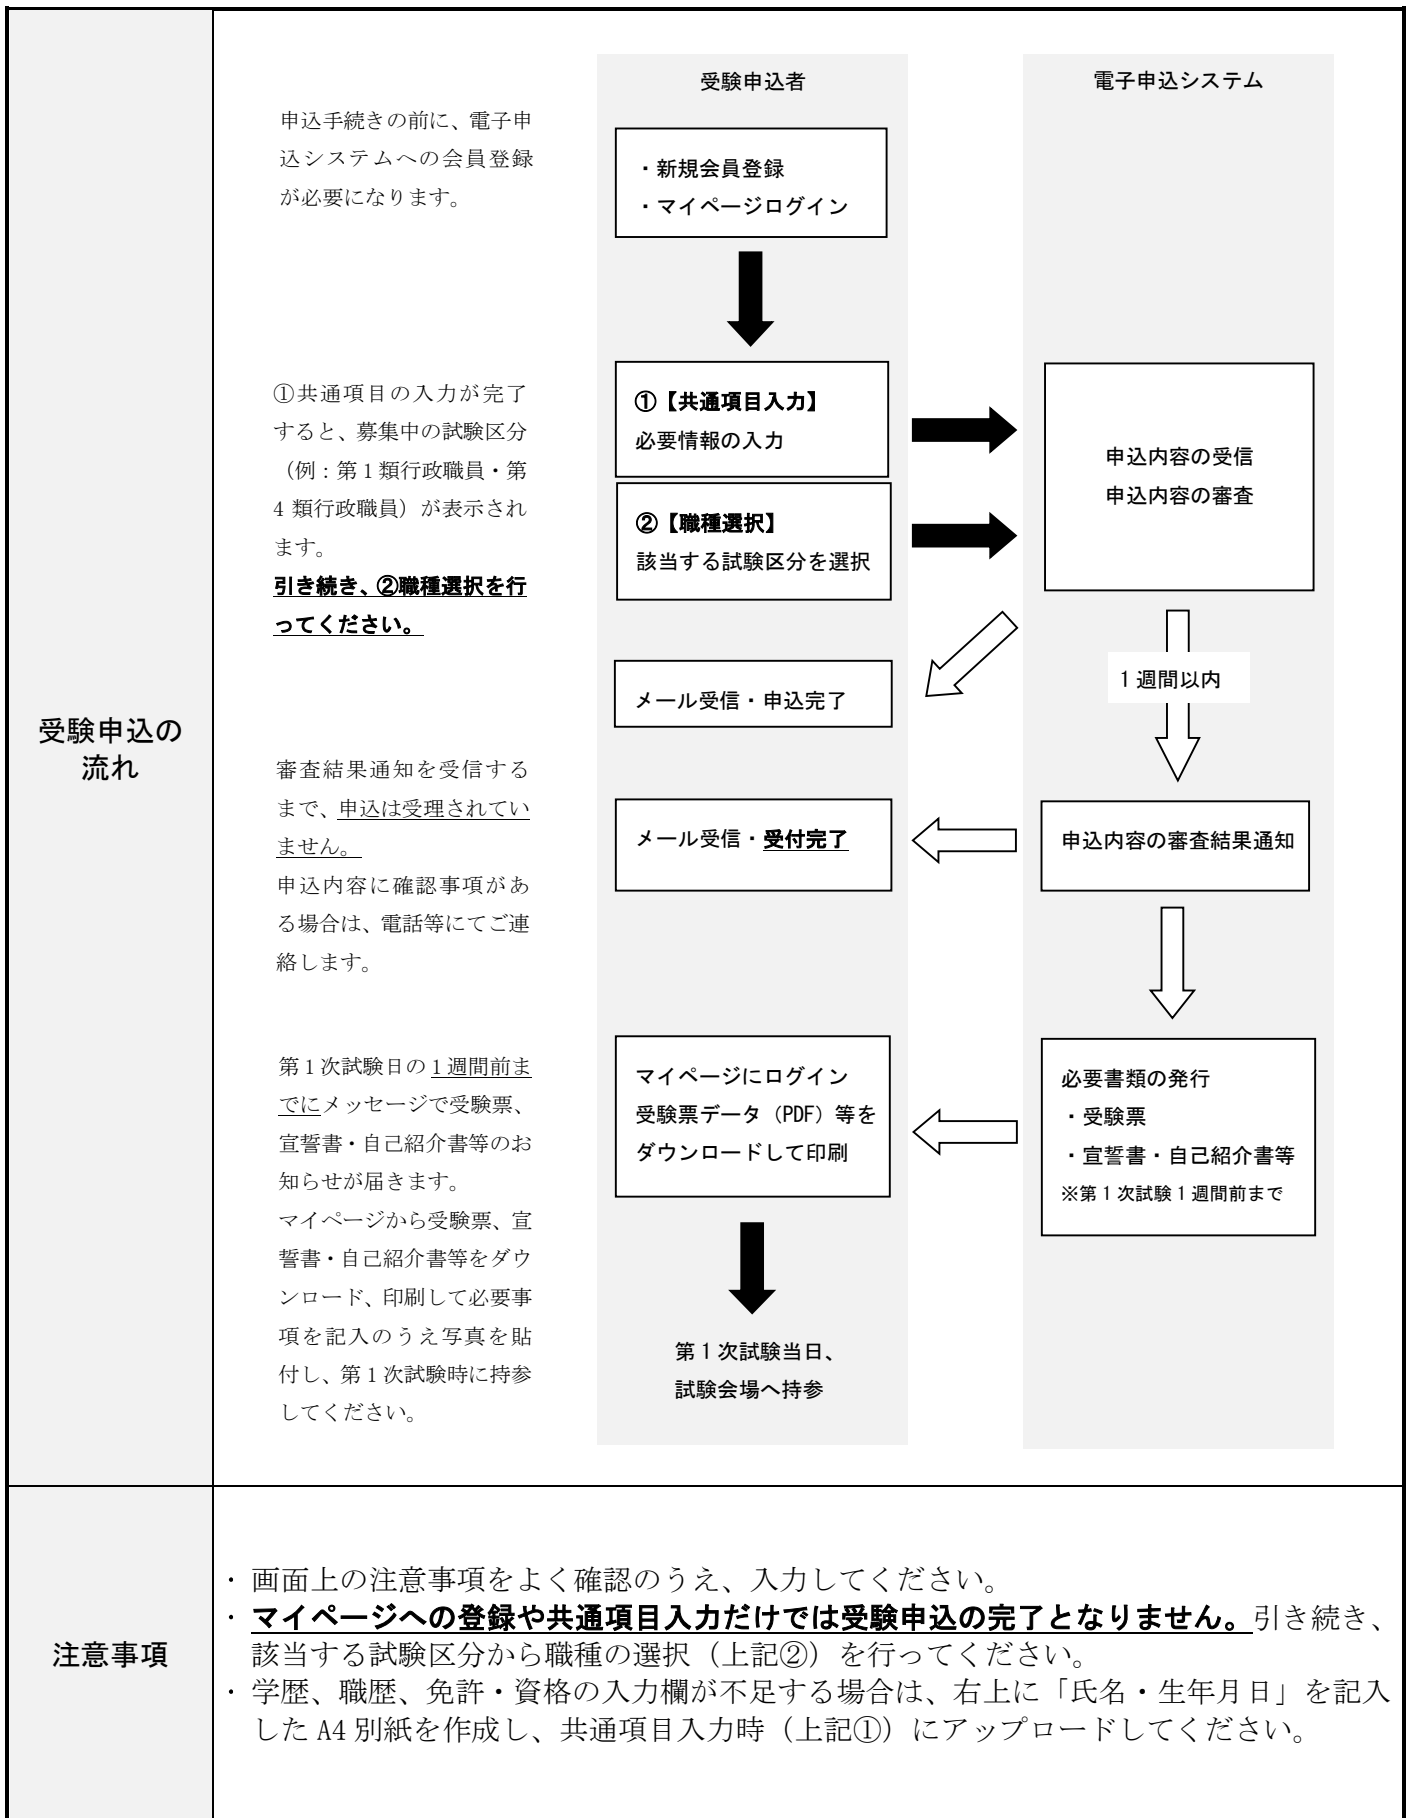 受験申込の
流れ
申込手続きの前に、電子申
込システムへの会員登録
が必要になります。
①共通項目の入力が完了
すると、募集中の試験区分
（例：第1類行政職員・第
4 類行政職員）が表示され
ます。
引き続き、②職種選択を行
ってください。
審査結果通知を受信する
まで、申込は受理されてい
ません。
申込内容に確認事項があ
る場合は、電話等にてご連
絡します。
第1次試験日の1週間前ま
でにメッセージで受験票、
宣誓書・自己紹介書等のお
知らせが届きます。
マイページから受験票、宣
誓書・自己紹介書等をダウ
ンロード、印刷して必要事
項を記入のうえ写真を貼
付し、第1次試験時に持参
してください。
受験申込者
・新規会員登録
・マイページログイン
①【共通項目入力】
必要情報の入力
②【職種選択】
該当する試験区分を選択
メール受信・申込完了
メール受信・受付完了
マイページにログイン
受験票データ（PDF）等を
ダウンロードして印刷
第1次試験当日、
試験会場へ持参
電子申込システム
申込内容の受信
申込内容の審査
1週間以内
申込内容の審査結果通知
必要書類の発行
・受験票
・宣誓書・自己紹介書等
※第1次試験1週間前まで
注意事項
・画面上の注意事項をよく確認のうえ、入力してください。
・マイページへの登録や共通項目入力だけでは受験申込の完了となりません。引き続き、
該当する試験区分から職種の選択（上記②）を行ってください。
・学歴、職歴、免許・資格の入力欄が不足する場合は、右上に「氏名・生年月日」を記入
した A4 別紙を作成し、共通項目入力時（上記①）にアップロードしてください。